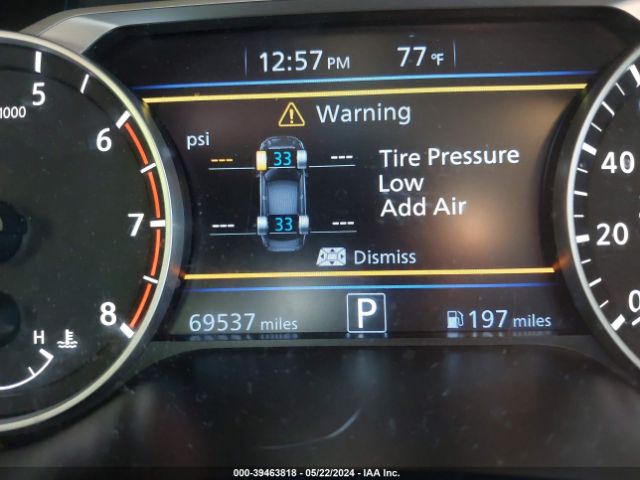 12:57 PM 77°F
5
1000
Warning
6
psi
--- 33 ---
Tire Pressure
Low
Add Air
40
7
--- 33 ---
20
Dismiss
8
69537 miles P 197 miles
0
H
000-39463818 - 05/22/2024 - IAA Inc.